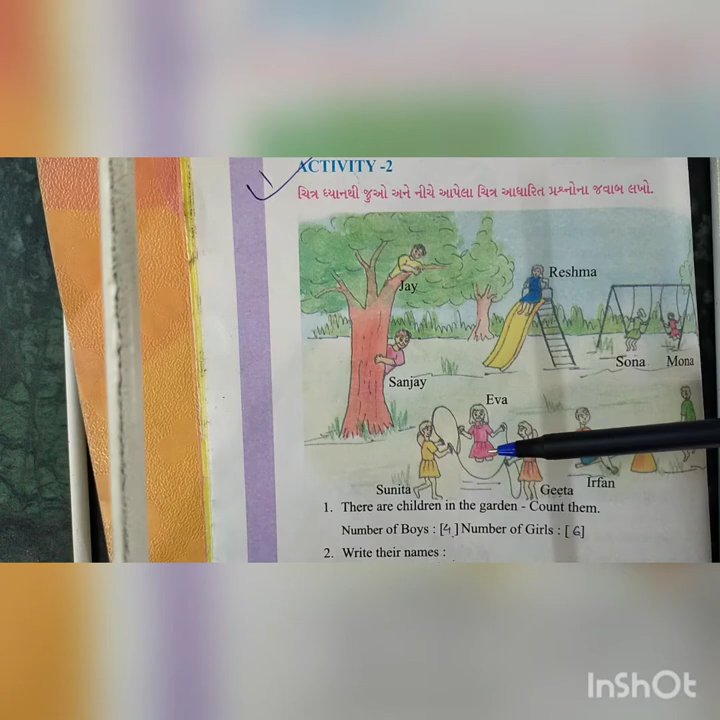 ACTIVITY -2
ચિત્ર ધ્યાનથી જુઓ અને નીચે આપેલા ચિત્ર આધારિત પ્રશ્નોના જવાબ લખો.
Jay
Reshma
Sanjay
Sona Mona
Eva
Sunita
Geeta
Irfan
1. There are children in the garden - Count them.
Number of Boys : [4] Number of Girls : [6]
2. Write their names :
InShOt